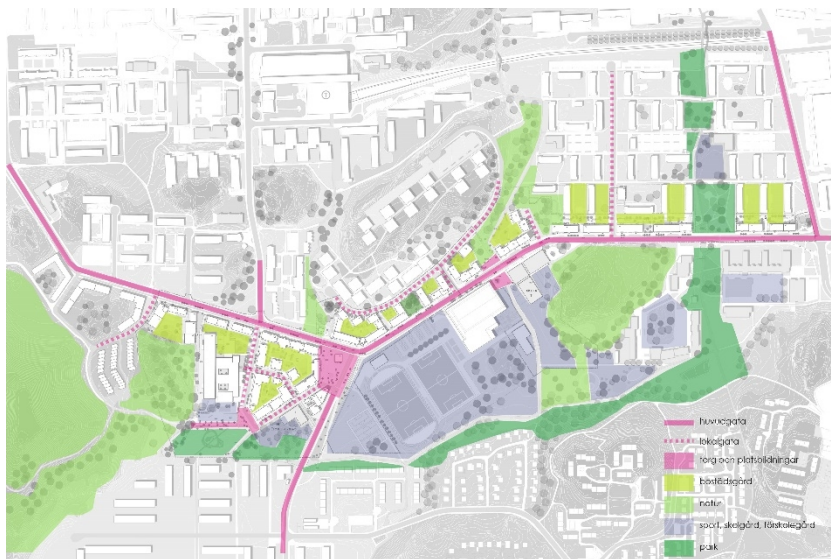 huvudgata
lokalgata
torg och platsbildningar
bostadsgård
natur
sport, skolgård, förskolegård
park